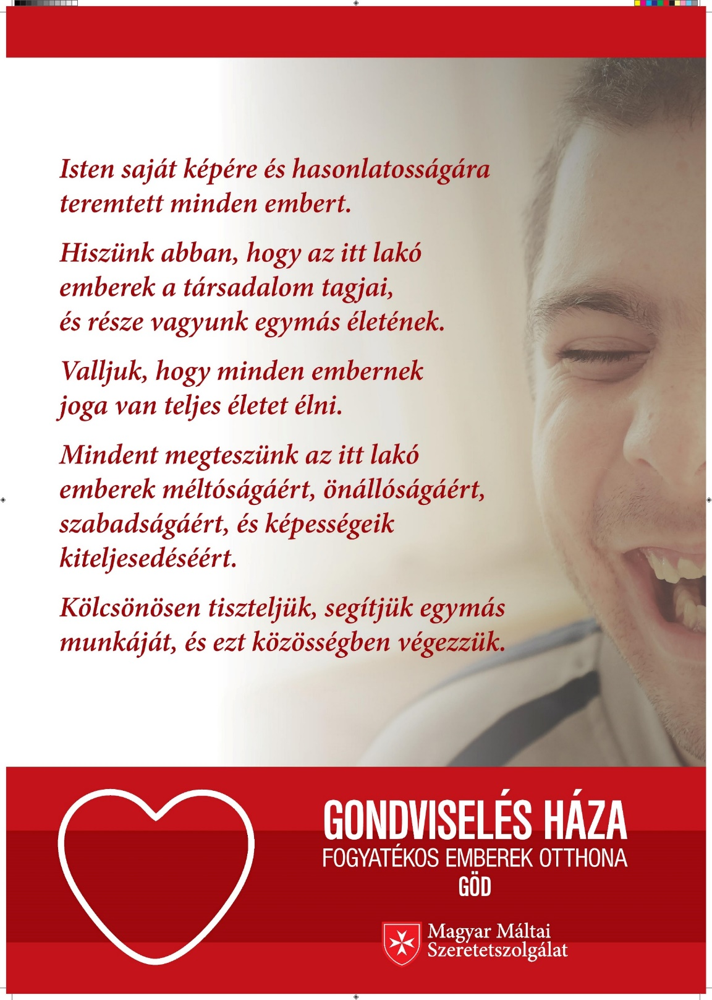 Isten saját képére és hasonlatosságára
teremtett minden embert.
Hiszünk abban, hogy az itt lakó
emberek a társadalom tagjai,
és része vagyunk egymás életének.
Valljuk, hogy minden embernek
joga van teljes életet élni.
Mindent megteszünk az itt lakó
emberek méltóságáért, önállóságáért,
szabadságáért, és képességeik
kiteljesedéséért.
Kölcsönösen tiszteljük, segítjük egymás
munkáját, és ezt közösségben végezzük.
GONDVISELÉS HÁZA
FOGYATÉKOS EMBEREK OTTHONA
GÖD
Magyar Máltai
Szeretetszolgálat